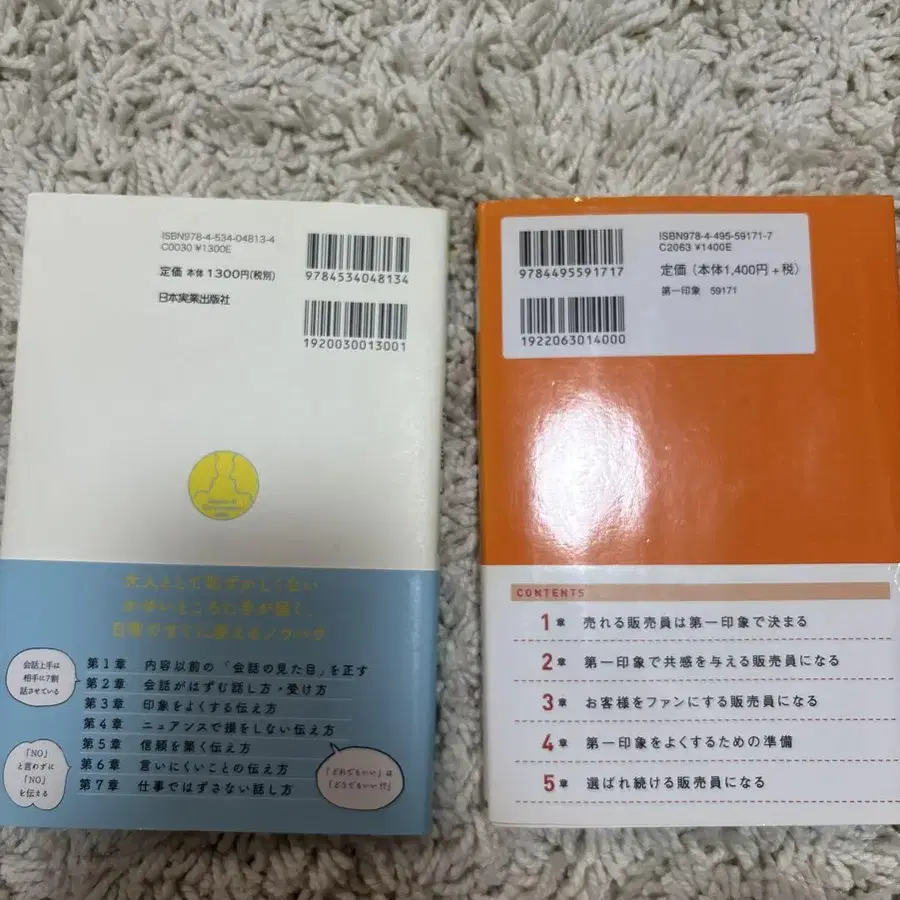 ISBN978-4-534-04813-4
C0030 ¥1300E
定価 本体1300円(税別)
日本実業出版社
9784534048134
1920030013001
大人として恥ずかしくない
かゆいところに手が届く、
日常ですぐに使えるノウハウ
会話上手は
相手に7割
話させている
第1章 内容以前の「会話の見た目」を正す
第2章 会話がはずむ話し方・受け方
第3章 印象をよくする伝え方
第4章 ニュアンスで損をしない伝え方
第5章 信頼を築く伝え方
第6章 言いにくいことの伝え方
第7章 仕事ではずさない話し方
「NO」
と言わずに
「NO」
を伝える
「どれでもいい」は
「どうでもいい!?」
ISBN978-4-495-59171-7
C2063 ¥1400E
定価(本体1,400円+税)
第一印象 59171
9784495591717
1922063014000
CONTENTS
1章 売れる販売員は第一印象で決まる
2章 第一印象で共感を与える販売員になる
3章 お客様をファンにする販売員になる
4章 第一印象をよくするための準備
5章 選ばれ続ける販売員になる